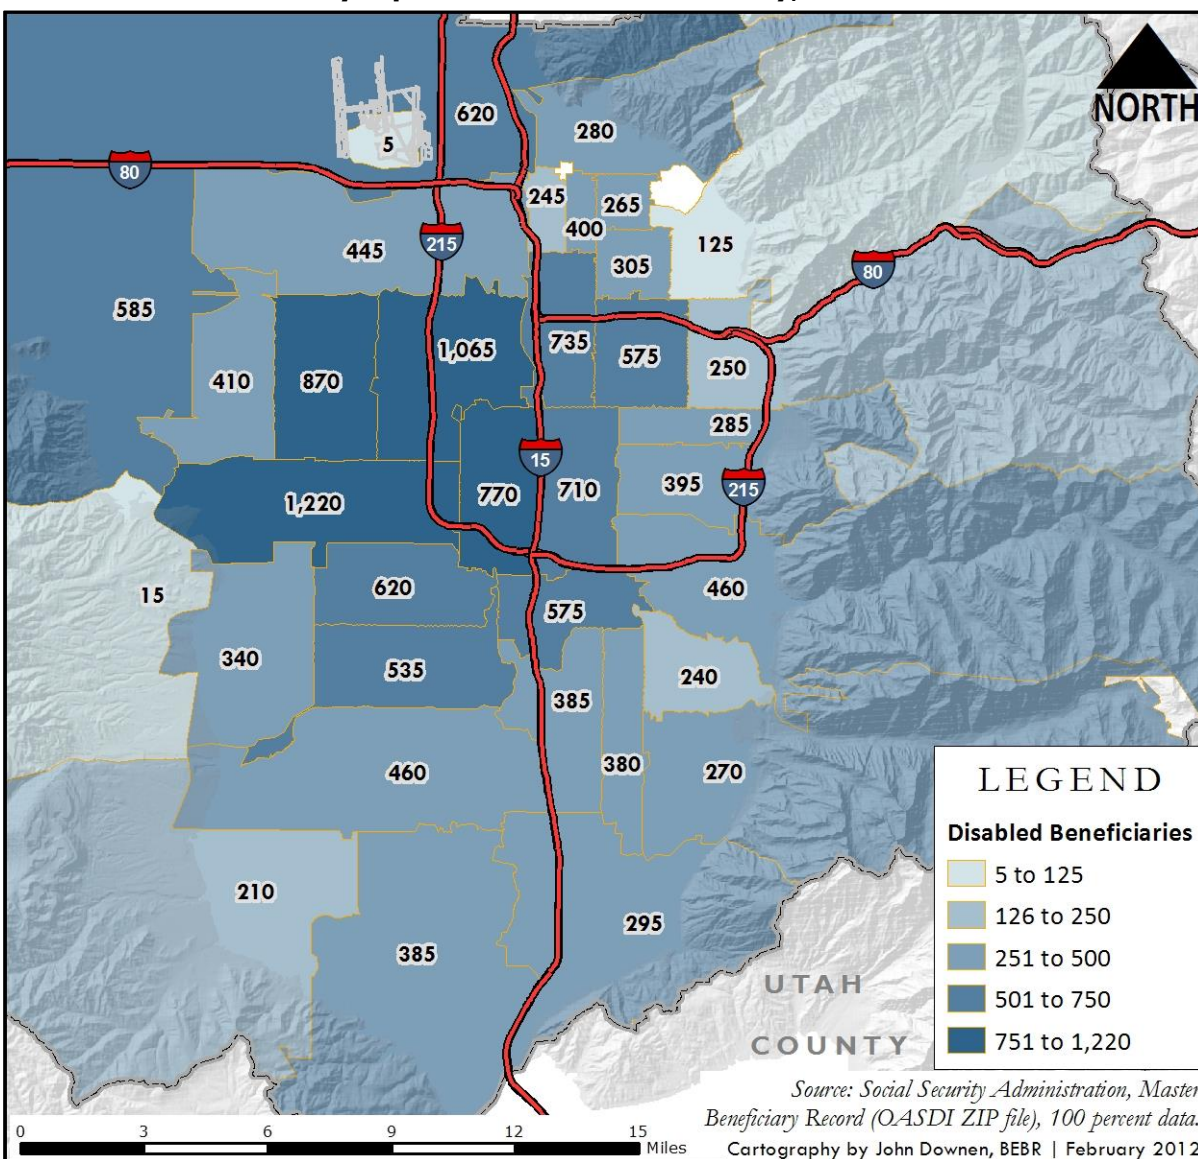 NORTH
620
280
5
80
245
265
400
125
215
445
305
80
585
1,065
735
575
250
410
870
285
15
395
215
770
710
1,220
15
620
575
460
340
535
240
385
460
380
270
LEGEND
Disabled Beneficiaries
5 to 125
126 to 250
251 to 500
501 to 750
751 to 1,220
210
295
385
UTAH
COUNTY
Source: Social Security Administration, Master
Beneficiary Record (OASDI ZIP file), 100 percent data.
0 3 6 9 12 15 Miles
Cartography by John Downen, BEBR | February 2012